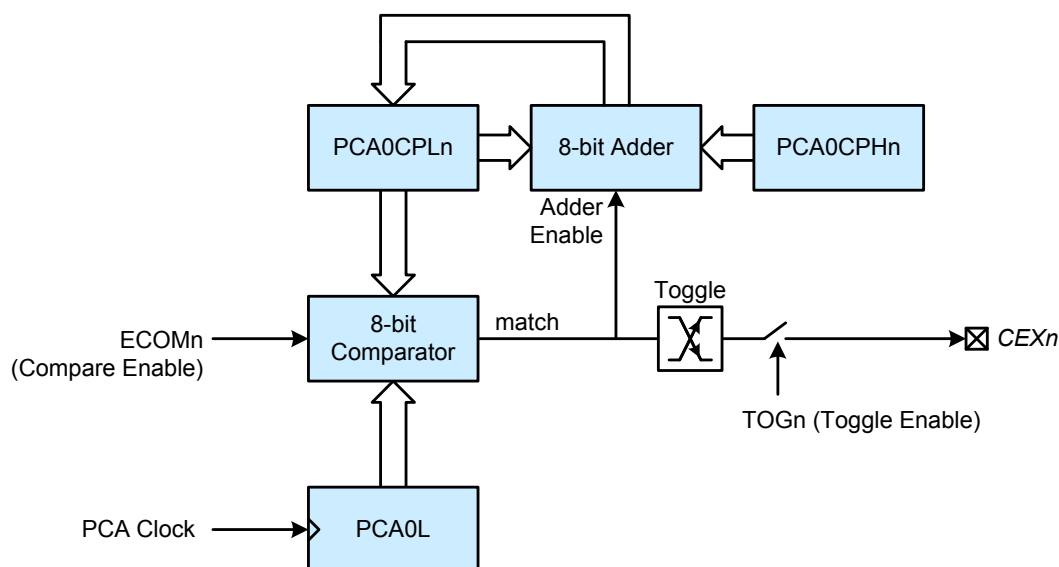 PCA0CPLn
8-bit Adder
PCA0CPHn
Adder
Enable
Toggle
ECOMn
(Compare Enable)
8-bit
Comparator
match
CEXn
TOGn (Toggle Enable)
PCA Clock
PCA0L